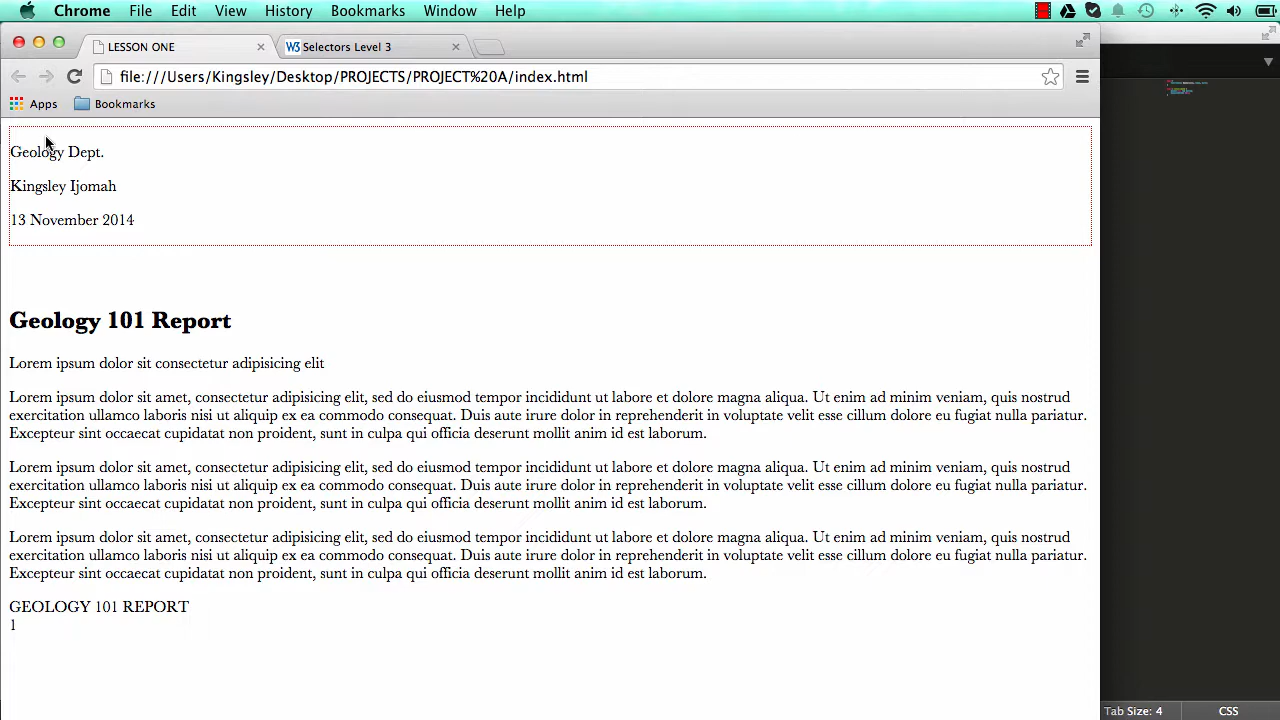 Chrome File Edit View History Bookmarks Window Help
LESSON ONE
W3 Selectors Level 3
file:///Users/Kingsley/Desktop/PROJECTS/PROJECT%20A/index.html
Apps Bookmarks
Geology Dept.
Kingsley Ijomah
13 November 2014
Geology 101 Report
Lorem ipsum dolor sit consectetur adipisicing elit
Lorem ipsum dolor sit amet, consectetur adipisicing elit, sed do eiusmod tempor incididunt ut labore et dolore magna aliqua. Ut enim ad minim veniam, quis nostrud
exercitation ullamco laboris nisi ut aliquip ex ea commodo consequat. Duis aute irure dolor in reprehenderit in voluptate velit esse cillum dolore eu fugiat nulla pariatur.
Excepteur sint occaecat cupidatat non proident, sunt in culpa qui officia deserunt mollit anim id est laborum.
Lorem ipsum dolor sit amet, consectetur adipisicing elit, sed do eiusmod tempor incididunt ut labore et dolore magna aliqua. Ut enim ad minim veniam, quis nostrud
exercitation ullamco laboris nisi ut aliquip ex ea commodo consequat. Duis aute irure dolor in reprehenderit in voluptate velit esse cillum dolore eu fugiat nulla pariatur.
Excepteur sint occaecat cupidatat non proident, sunt in culpa qui officia deserunt mollit anim id est laborum.
Lorem ipsum dolor sit amet, consectetur adipisicing elit, sed do eiusmod tempor incididunt ut labore et dolore magna aliqua. Ut enim ad minim veniam, quis nostrud
exercitation ullamco laboris nisi ut aliquip ex ea commodo consequat. Duis aute irure dolor in reprehenderit in voluptate velit esse cillum dolore eu fugiat nulla pariatur.
Excepteur sint occaecat cupidatat non proident, sunt in culpa qui officia deserunt mollit anim id est laborum.
GEOLOGY 101 REPORT
1
Tab Size: 4 CSS